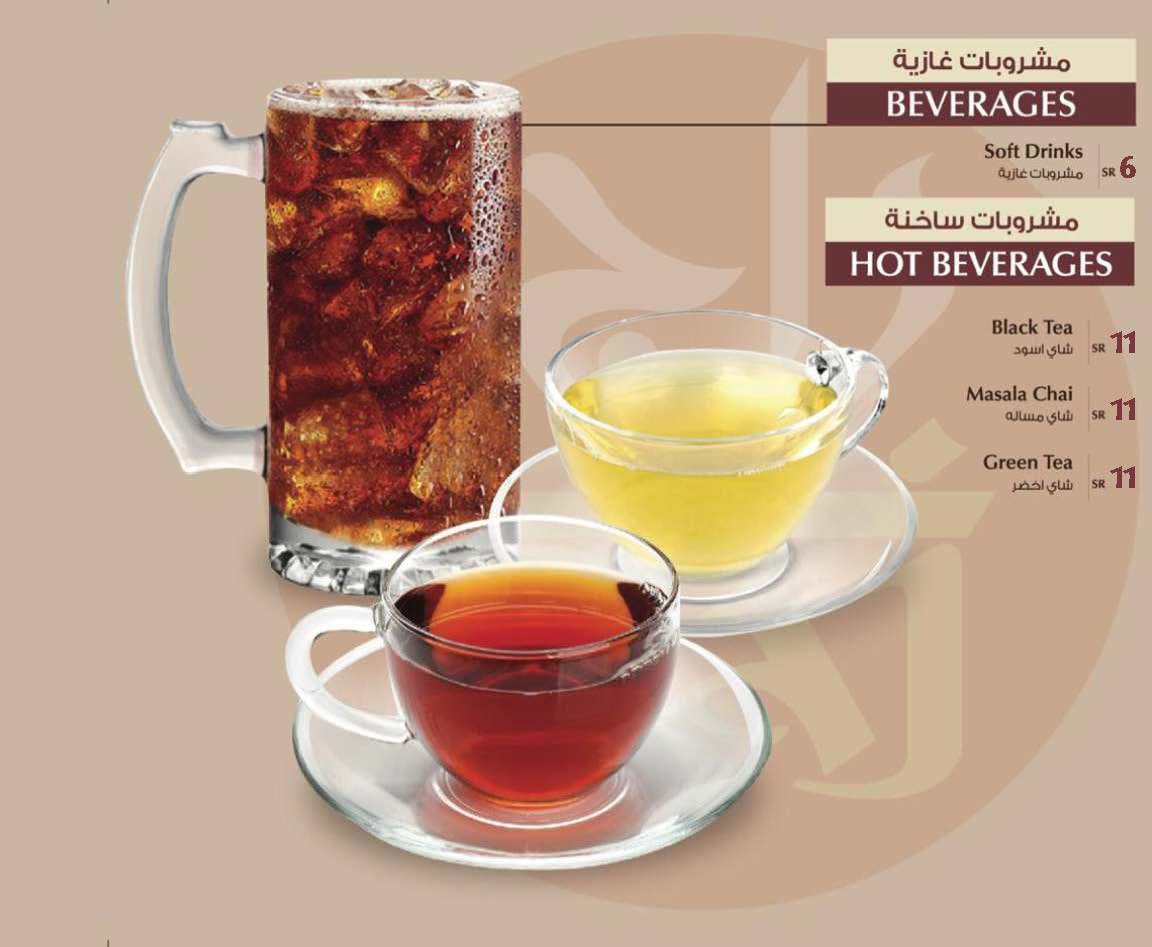 مشروبات غازية
BEVERAGES
Soft Drinks
مشروبات غازية
SR 6
مشروبات ساخنة
HOT BEVERAGES
Black Tea
شاي اسود
SR 11
Masala Chai
شاي مساله
SR 11
Green Tea
شاي اخضر
SR 11